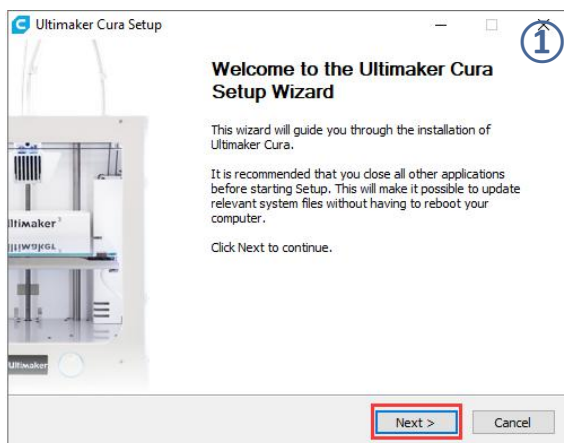 Ultimaker Cura Setup
①
Welcome to the Ultimaker Cura
Setup Wizard
This wizard will guide you through the installation of
Ultimaker Cura.
It is recommended that you close all other applications
before starting Setup. This will make it possible to update
relevant system files without having to reboot your
computer.
Click Next to continue.
Ultimaker³
Ultimaker
Ultimaker
Next >
Cancel